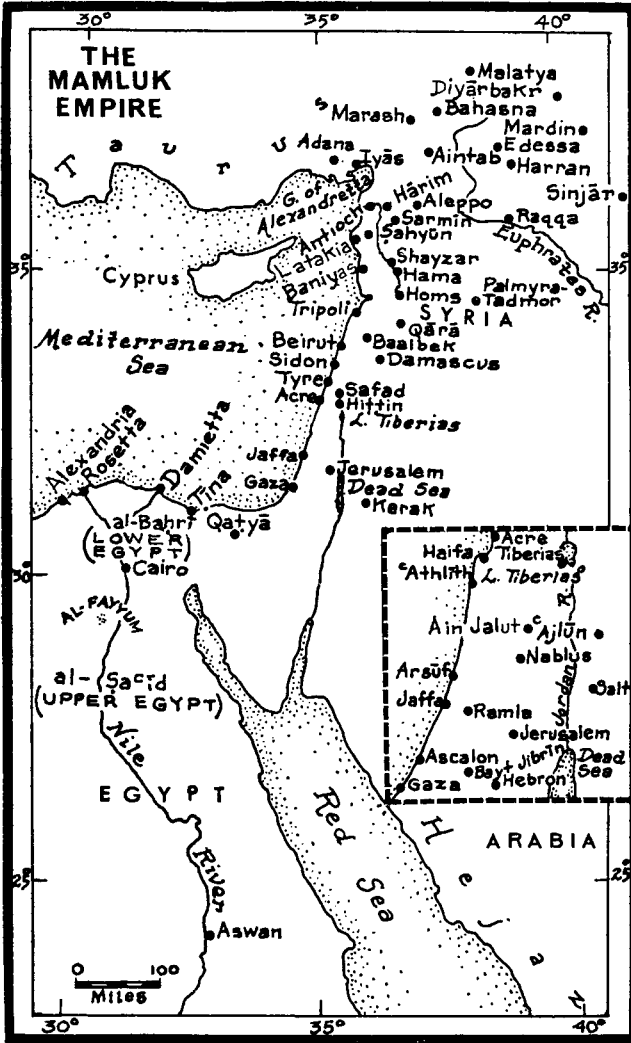 30°
35°
40°
THE
MAMLUK
EMPIRE
Malatya
Diyārbakr
Bahasna
Marash
Mardin
Edessa
Taurus
Adana
Iyās
Aintab
Harran
Sinjār
G. of
Alexandretta
Hārim
Aleppo
Antioch
Sarmīn
Raqqa
Sahyūn
Latakia
Euphrates R.
35°
35°
Cyprus
Baniyas
Shayzar
Hama
Homs
Palmyra-
Tadmor
Tripoli
SYRIA
Qārā
Mediterranean
Sea
Beirut
Baalbek
Sidon
Damascus
Tyre
Acre
Safad
Hittin
L. Tiberias
Alexandria
Rosetta
Damietta
Tina
Jaffa
Jerusalem
Gaza
Dead Sea
Kerak
al-Bahrī
(LOWER
EGYPT)
Qatyā
30°
Cairo
AL-FAYYUM
al-Saʿīd
(UPPER EGYPT)
Nile
River
EGYPT
Red
Sea
Hejaz
ARABIA
25°
25°
Aswan
0 100
Miles
30°
35°
40°
Acre
Haifa
Tiberias
ʿAthlīth
L. Tiberias
Ain Jalut
ʿAjlūn
Nablus
Arsūf
Jordan R.
Salt
Jaffa
Ramla
Jerusalem
Ascalon
Bayt Jibrīn
Dead
Sea
Gaza
Hebron